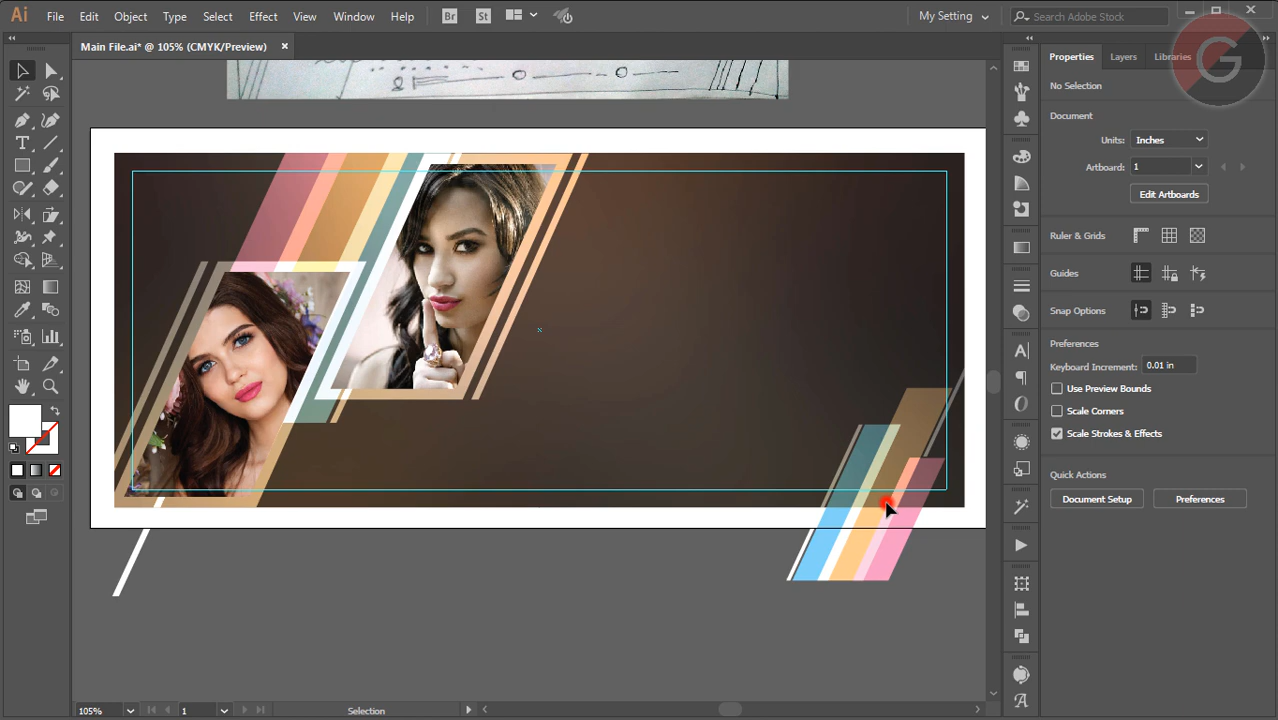 Ai File Edit Object Type Select Effect View Window Help Br St My Setting Search Adobe Stock
Main File.ai* @ 105% (CMYK/Preview)
Properties Layers Libraries
No Selection
Document
Units: Inches
Artboard: 1
Edit Artboards
Ruler & Grids
Guides
Snap Options
Preferences
Keyboard Increment: 0.01 in
Use Preview Bounds
Scale Corners
Scale Strokes & Effects
Quick Actions
Document Setup Preferences
105% 1 Selection